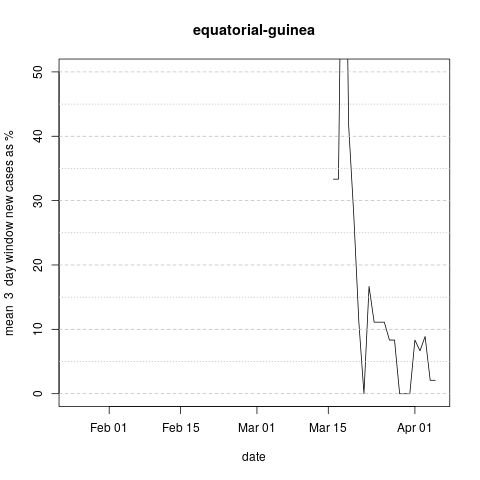 equatorial-guinea
mean 3 day window new cases as %
50
40
30
20
10
0
Feb 01 Feb 15 Mar 01 Mar 15 Apr 01
date